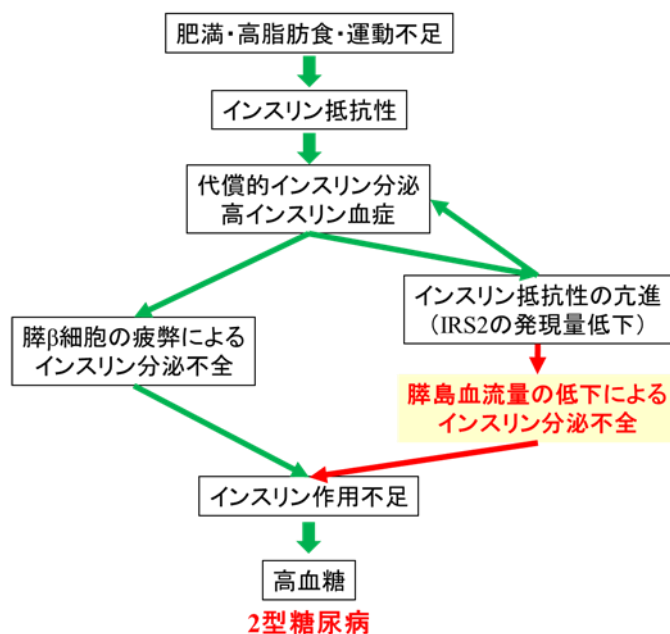 肥満・高脂肪食・運動不足
インスリン抵抗性
代償的インスリン分泌
高インスリン血症
インスリン抵抗性の亢進
（IRS2の発現量低下）
膵β細胞の疲弊による
インスリン分泌不全
膵島血流量の低下による
インスリン分泌不全
インスリン作用不足
高血糖
2型糖尿病